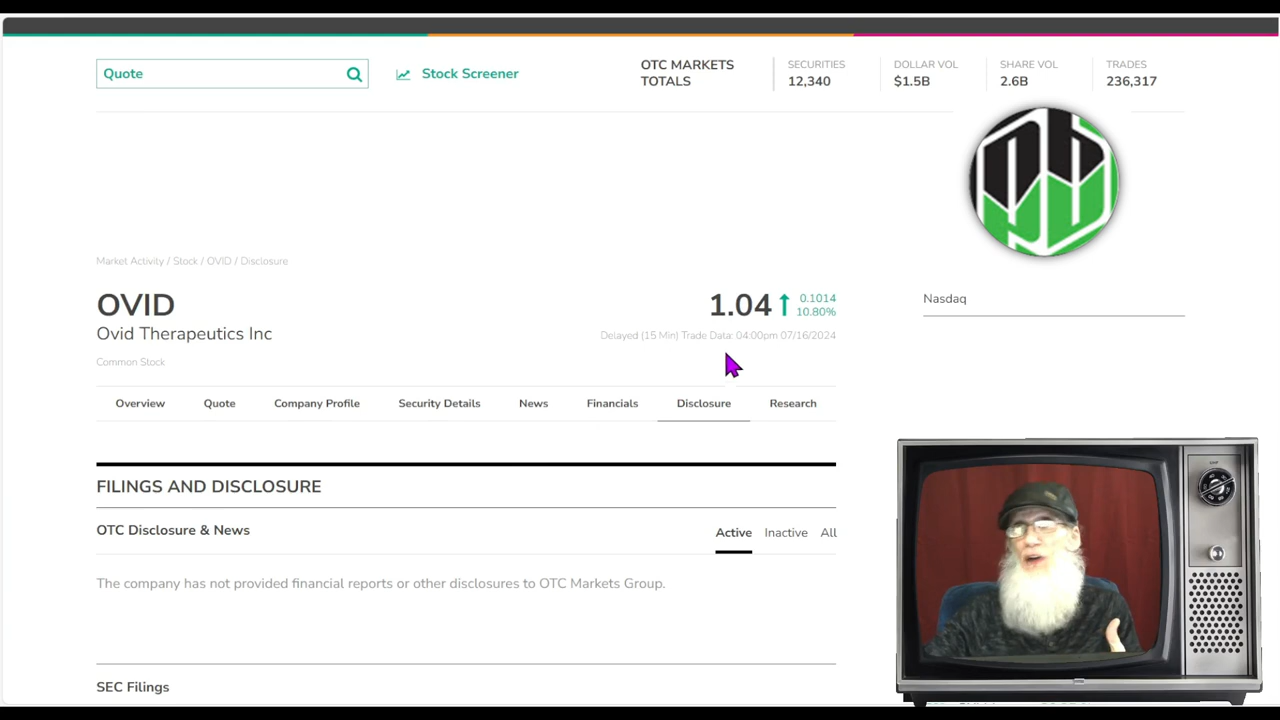 Quote
Stock Screener
OTC MARKETS
TOTALS
SECURITIES
12,340
DOLLAR VOL
$1.5B
SHARE VOL
2.6B
TRADES
236,317
Market Activity / Stock / OVID / Disclosure
OVID
Ovid Therapeutics Inc
Common Stock
1.04
0.1014
10.80%
Delayed (15 Min) Trade Data: 04:00pm 07/16/2024
Nasdaq
Overview Quote Company Profile Security Details News Financials Disclosure Research
FILINGS AND DISCLOSURE
OTC Disclosure & News
Active Inactive All
The company has not provided financial reports or other disclosures to OTC Markets Group.
SEC Filings